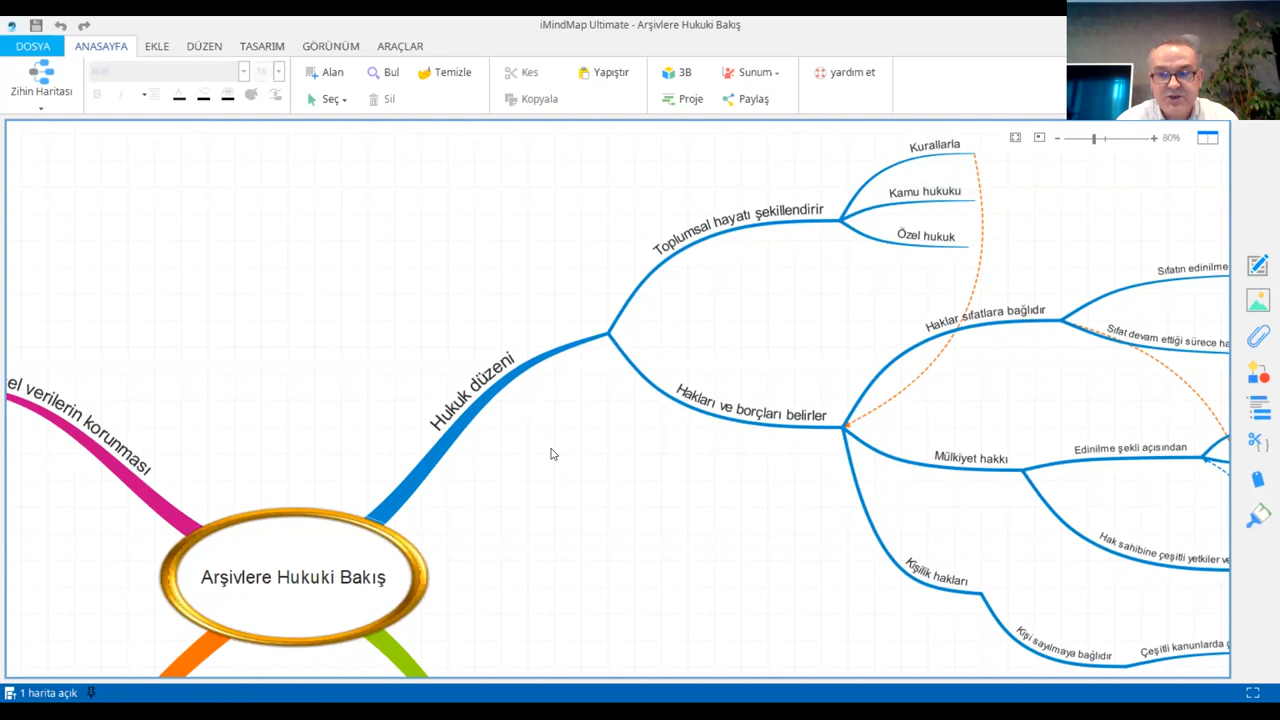 iMindMap Ultimate - Arşivlere Hukuki Bakış
DOSYA ANASAYFA EKLE DÜZEN TASARIM GÖRÜNÜM ARAÇLAR
Zihin Haritası
Arial 16
Alan Bul Temizle
Seç Sil
Kes Yapıştır
Kopyala
3B Sunum
Proje Paylaş
yardım et
80%
Kurallarla
Kamu hukuku
Özel hukuk
Toplumsal hayatı şekillendirir
Hukuk düzeni
Hakları ve borçları belirler
Haklar sıfatlara bağlıdır
Sıfatın edinilme
Sıfat devam ettiği sürece ha
Mülkiyet hakkı
Edinilme şekli açısından
Hak sahibine çeşitli yetkiler ve
Kişilik hakları
Kişi sayılmaya bağlıdır
Çeşitli kanunlarda
el verilerin korunması
Arşivlere Hukuki Bakış
1 harita açık